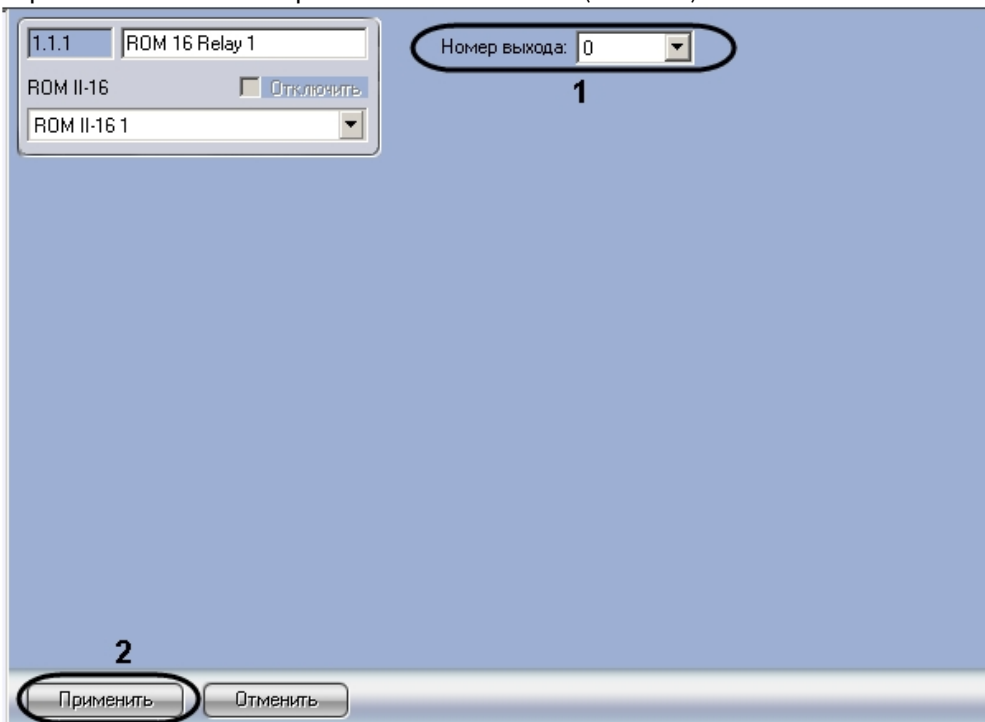 1.1.1 ROM 16 Relay 1
Номер выхода: 0
1
ROM II-16 Отключить
ROM II-16 1
2
Применить Отменить